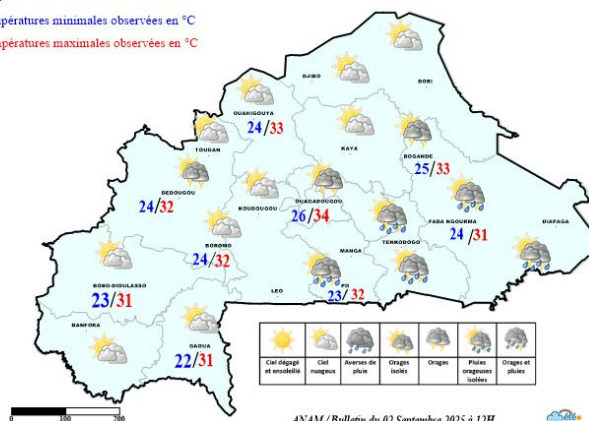 pératures minimales observées en °C
pératures maximales observées en °C
DORI
DJIBO
OUAHIGOUYA
24/33
TOUGAN
KAYA
BOGANDE
25/33
DEDOUGOU
24/32
KOUDOUGOU
OUAGADOUGOU
26/34
FADA NGOURMA
24/31
DIAPAGA
BOROMO
24/32
MANGA
TENKODOGO
BOBO-DIOULASSO
23/31
LEO
PO
23/32
BANFORA
GAOUA
22/31
Ciel dégagé et ensoleillé
Ciel nuageux
Averses de pluie
Orages isolés
Orages
Pluies orageuses isolées
Orages et pluies
0 100 200
ANAM / Bulletin du 02 Septembre 2025 à 12H